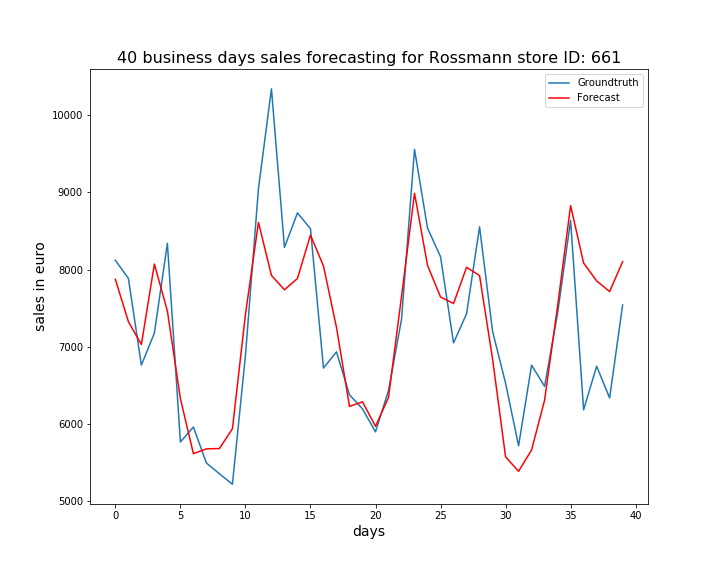 40 business days sales forecasting for Rossmann store ID: 661
Groundtruth
Forecast
10000
9000
8000
7000
6000
5000
sales in euro
0 5 10 15 20 25 30 35 40
days